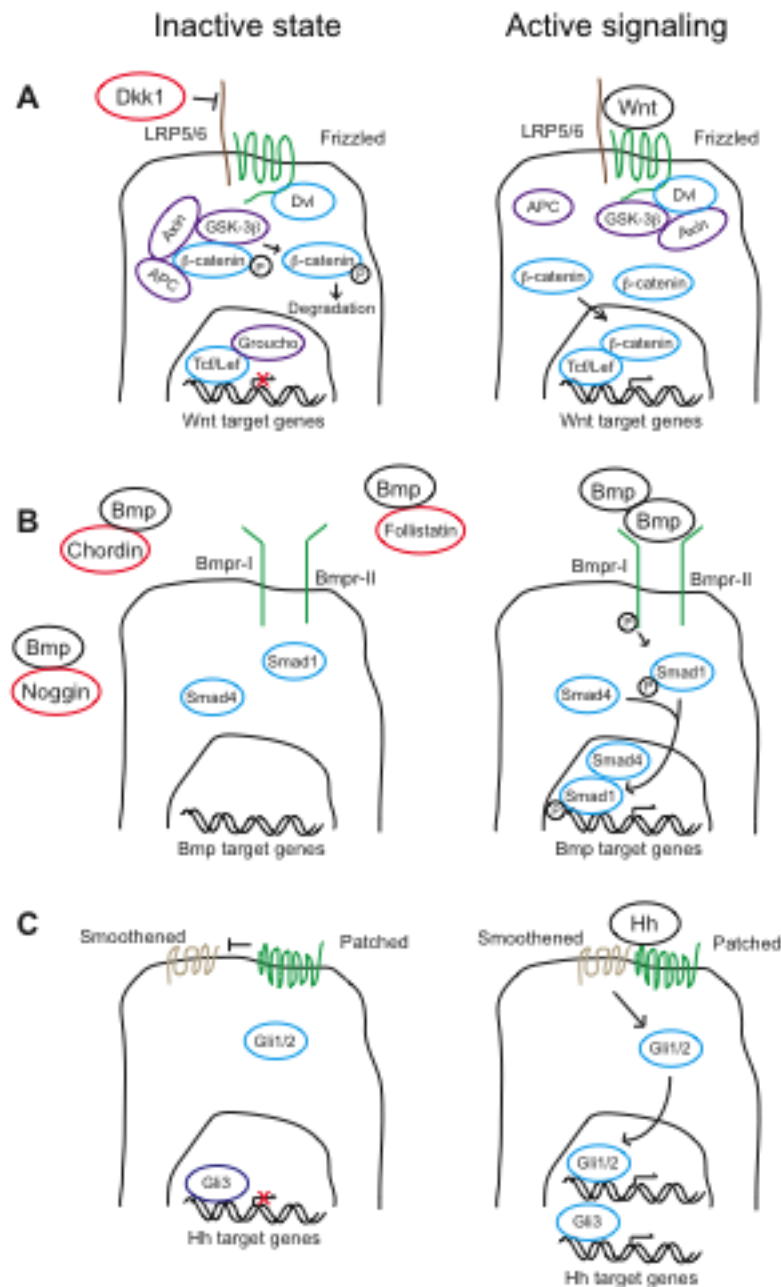 Inactive state
Active signaling
A
Dkk1
LRP5/6
Frizzled
Dvl
Axin
GSK-3β
APC
β-catenin
P
β-catenin
P
Degradation
Groucho
Tcf/Lef
Wnt target genes
Wnt
LRP5/6
Frizzled
APC
Dvl
GSK-3β
Axin
β-catenin
β-catenin
β-catenin
Tcf/Lef
Wnt target genes
B
Bmp
Chordin
Bmp
Follistatin
Bmpr-I
Bmpr-II
Bmp
Noggin
Smad1
Smad4
Bmp target genes
Bmp
Bmp
Bmpr-I
Bmpr-II
P
Smad1
P
Smad4
Smad4
Smad1
P
Bmp target genes
C
Smoothened
Patched
Gli1/2
Gli3
Hh target genes
Hh
Smoothened
Patched
Gli1/2
Gli1/2
Gli3
Hh target genes